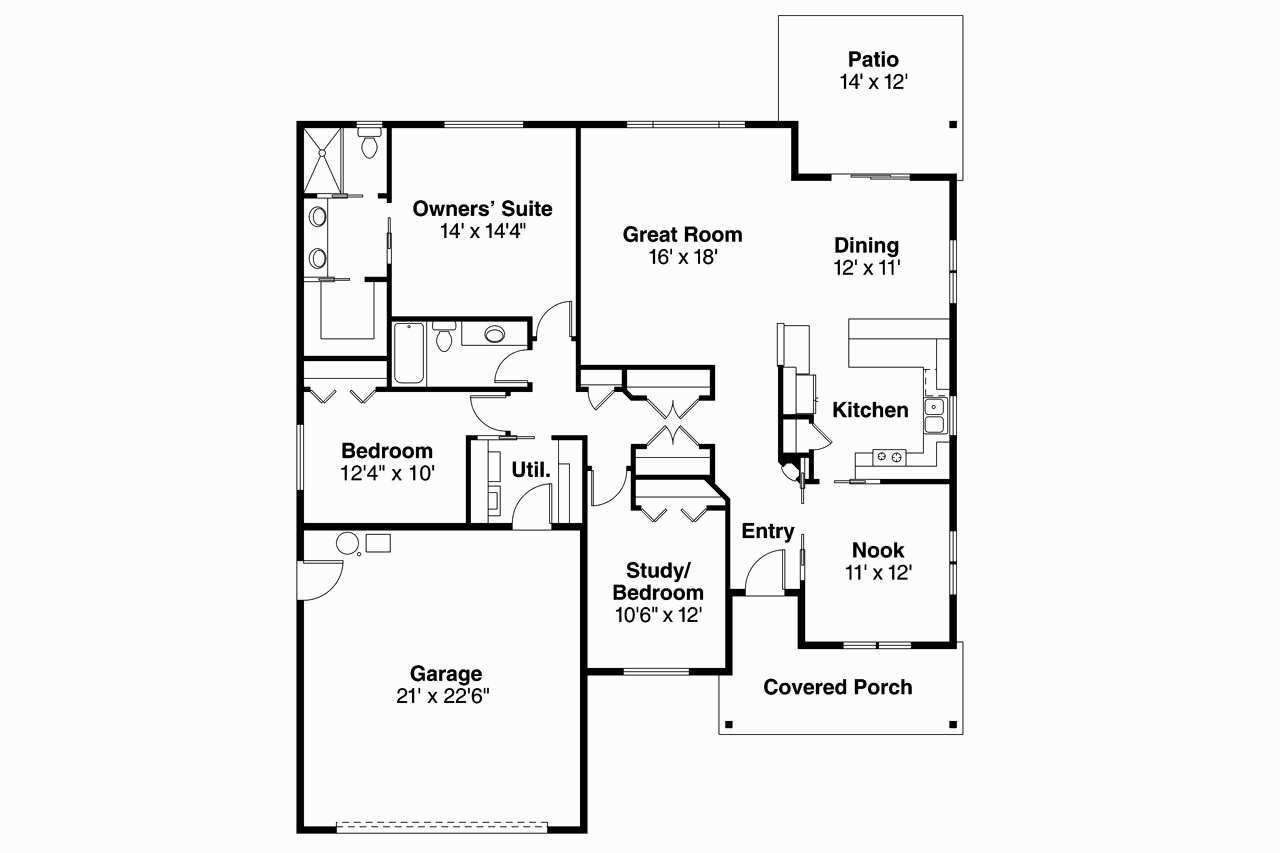 Patio
14' x 12'
Owners’ Suite
14' x 14'4"
Great Room
16' x 18'
Dining
12' x 11'
Kitchen
Bedroom
12'4" x 10'
Util.
Entry
Nook
11' x 12'
Study/
Bedroom
10'6" x 12'
Garage
21' x 22'6"
Covered Porch